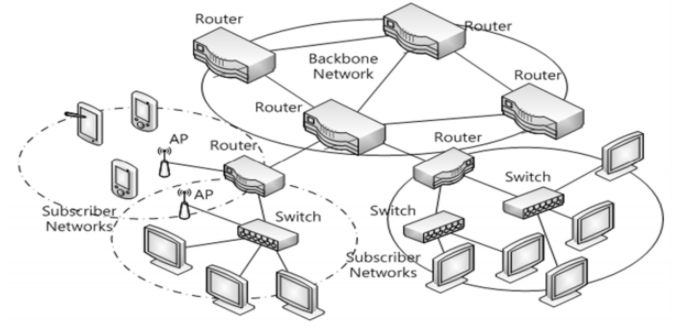 Router
Router
Backbone
Network
Router
Router
AP
Router
Router
AP
Switch
Subscriber
Networks
Switch
Switch
Subscriber
Networks